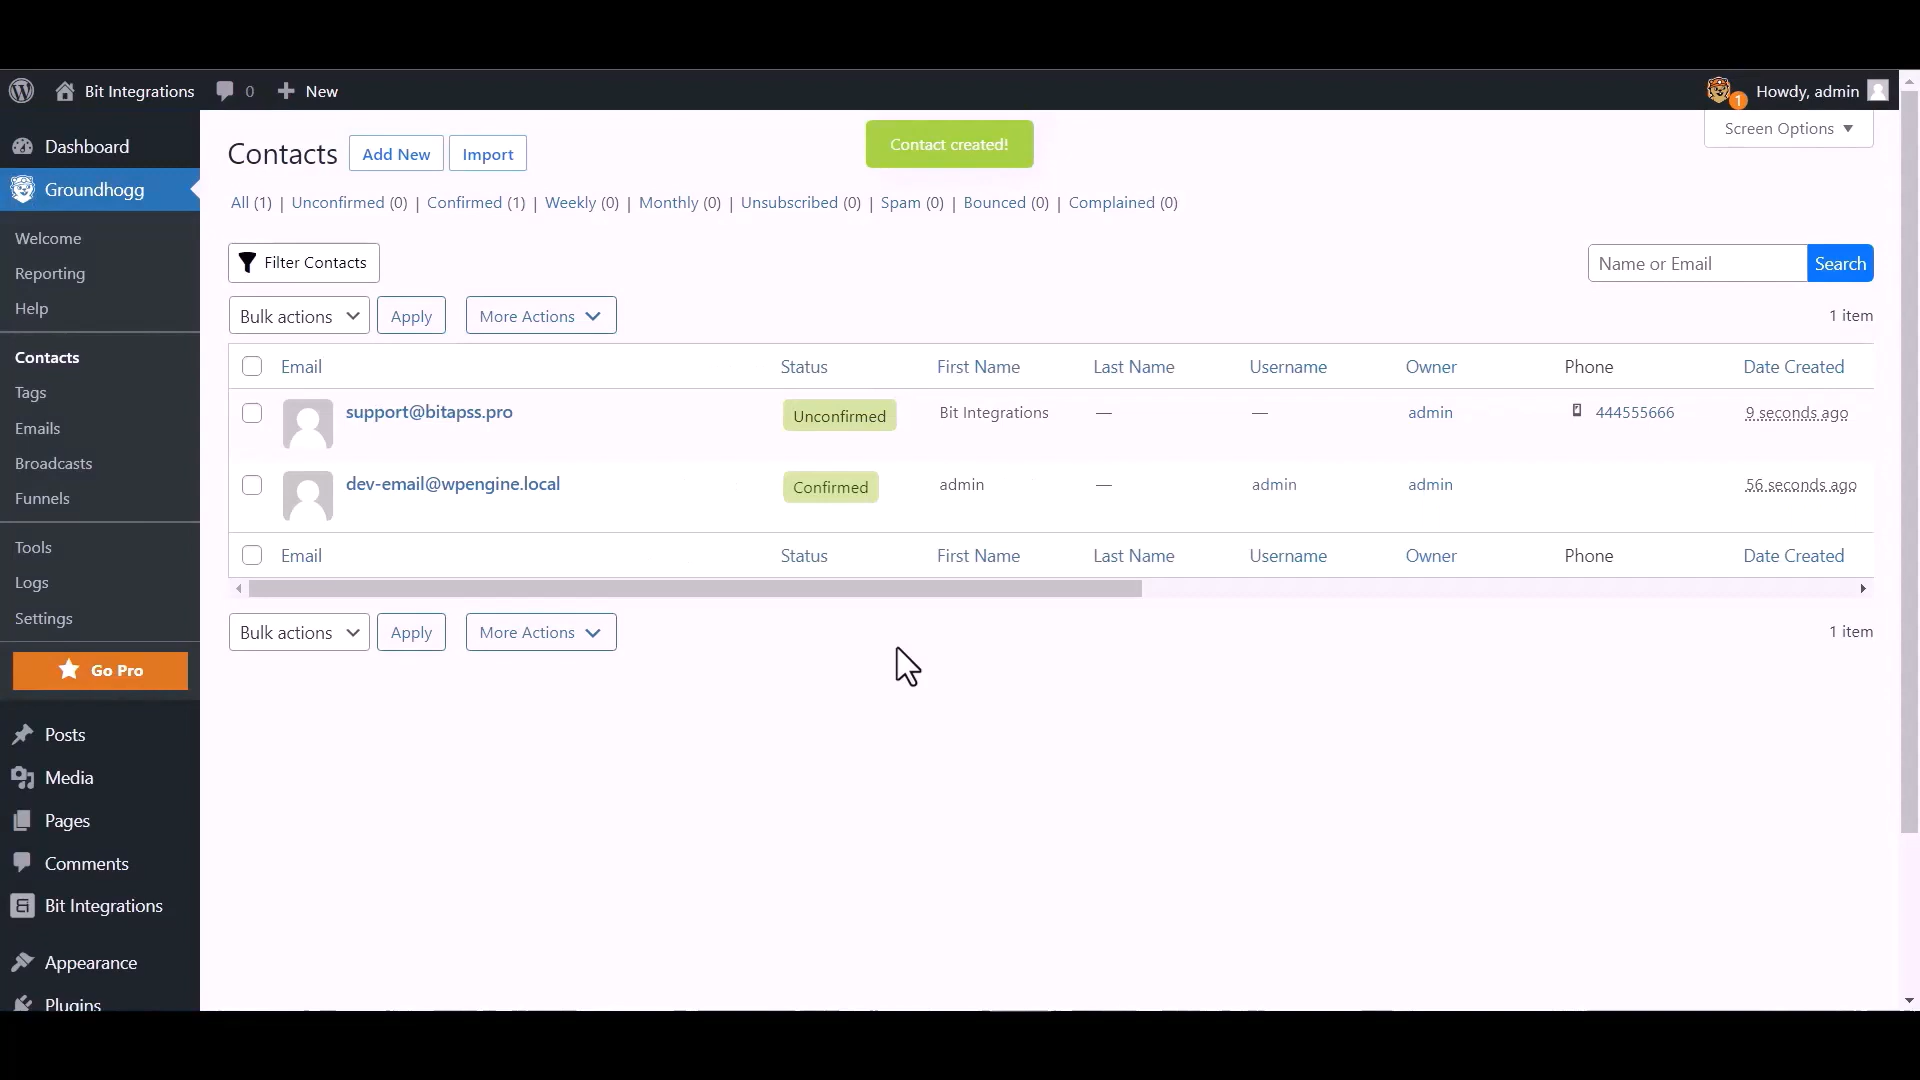 Bit Integrations 0 New Howdy, admin 1
Dashboard
Groundhogg
Welcome
Reporting
Help
Contacts
Tags
Emails
Broadcasts
Funnels
Tools
Logs
Settings
Go Pro
Posts
Media
Pages
Comments
Bit Integrations
Appearance
Plugins
Screen Options
Contacts Add New Import
Contact created!
All (1) | Unconfirmed (0) | Confirmed (1) | Weekly (0) | Monthly (0) | Unsubscribed (0) | Spam (0) | Bounced (0) | Complained (0)
Filter Contacts Name or Email Search
Bulk actions Apply More Actions 1 item
Email Status First Name Last Name Username Owner Phone Date Created
support@bitapss.pro Unconfirmed Bit Integrations — — admin 444555666 9 seconds ago
dev-email@wpengine.local Confirmed admin — admin admin 56 seconds ago
Email Status First Name Last Name Username Owner Phone Date Created
Bulk actions Apply More Actions 1 item